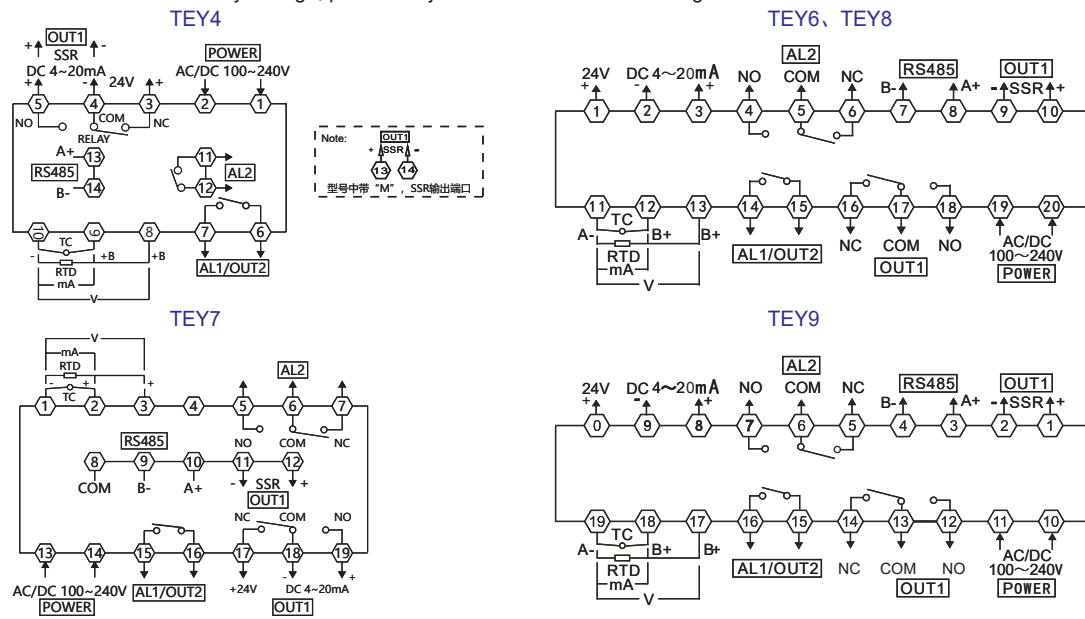 TEY4
OUT1
+ SSR -
POWER
DC 4~20mA 24V AC/DC 100~240V
+ - +
5 4 3 2 1
NO COM NC
RELAY
A+ 13 11
RS485 AL2
B- 14 12
10 9 8 7 6
TC
- +B +B
RTD
mA
V
AL1/OUT2
Note: OUT1
+ SSR -
13 14
型号中带“M”，SSR输出端口
TEY6、TEY8
AL2
24V DC 4～20mA NO COM NC RS485 OUT1
+ - + B- A+ -SSR+
1 2 3 4 5 6 7 8 9 10
11 12 13 14 15 16 17 18 19 20
A- TC B+ B+
RTD
mA
V
AL1/OUT2
NC COM NO
OUT1
AC/DC
100～240V
POWER
TEY7
V
mA
RTD
- + +
TC
AL2
1 2 3 4 5 6 7
NO COM NC
RS485
8 9 10 11 12
COM B- A+ - SSR +
OUT1
NC COM NO
13 14 15 16 17 18 19
AC/DC 100~240V AL1/OUT2 +24V - DC 4~20mA +
POWER OUT1
TEY9
AL2
24V DC 4～20mA NO COM NC RS485 OUT1
+ - + B- A+ -SSR+
0 9 8 7 6 5 4 3 2 1
19 18 17 16 15 14 13 12 11 10
A- TC B+ B+
RTD
mA
V
AL1/OUT2
NC COM NO
OUT1
AC/DC
100～240V
POWER